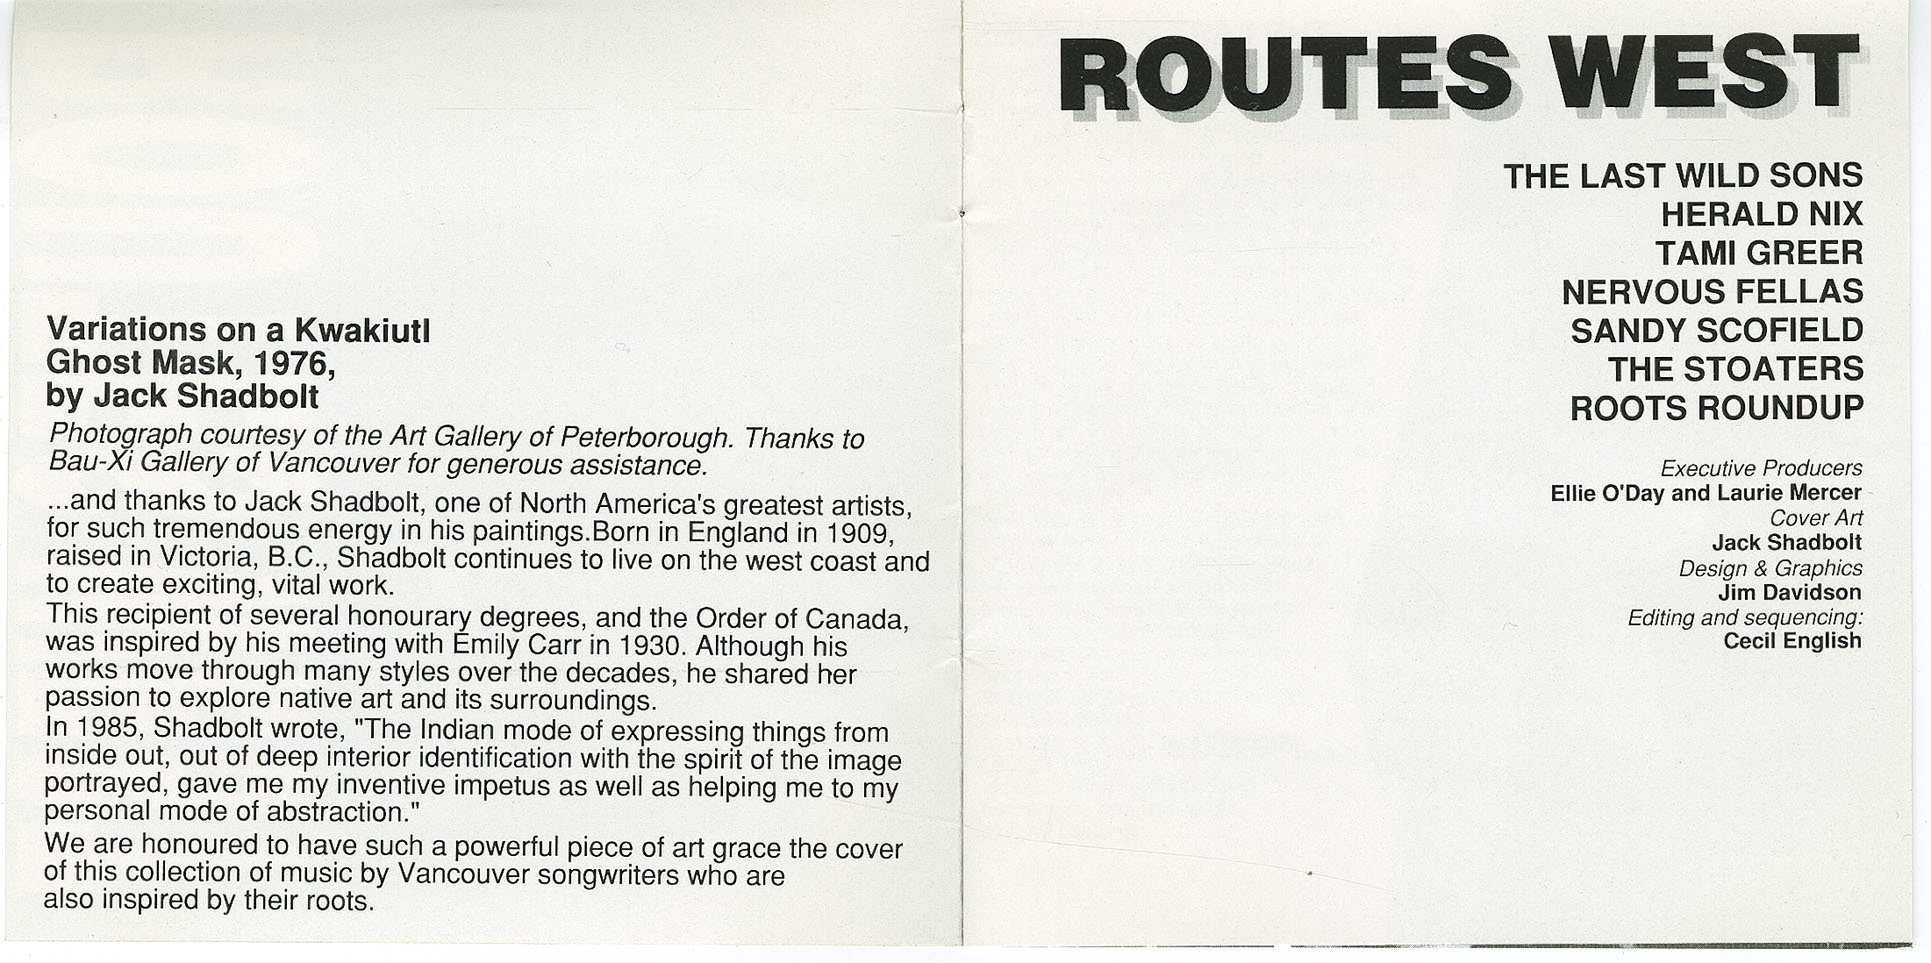 Variations on a Kwakiutl
Ghost Mask, 1976,
by Jack Shadbolt
Photograph courtesy of the Art Gallery of Peterborough. Thanks to
Bau-Xi Gallery of Vancouver for generous assistance.
...and thanks to Jack Shadbolt, one of North America's greatest artists,
for such tremendous energy in his paintings.Born in England in 1909,
raised in Victoria, B.C., Shadbolt continues to live on the west coast and
to create exciting, vital work.
This recipient of several honourary degrees, and the Order of Canada,
was inspired by his meeting with Emily Carr in 1930. Although his
works move through many styles over the decades, he shared her
passion to explore native art and its surroundings.
In 1985, Shadbolt wrote, "The Indian mode of expressing things from
inside out, out of deep interior identification with the spirit of the image
portrayed, gave me my inventive impetus as well as helping me to my
personal mode of abstraction."
We are honoured to have such a powerful piece of art grace the cover
of this collection of music by Vancouver songwriters who are
also inspired by their roots.
ROUTES WEST
THE LAST WILD SONS
HERALD NIX
TAMI GREER
NERVOUS FELLAS
SANDY SCOFIELD
THE STOATERS
ROOTS ROUNDUP
Executive Producers
Ellie O'Day and Laurie Mercer
Cover Art
Jack Shadbolt
Design & Graphics
Jim Davidson
Editing and sequencing:
Cecil English